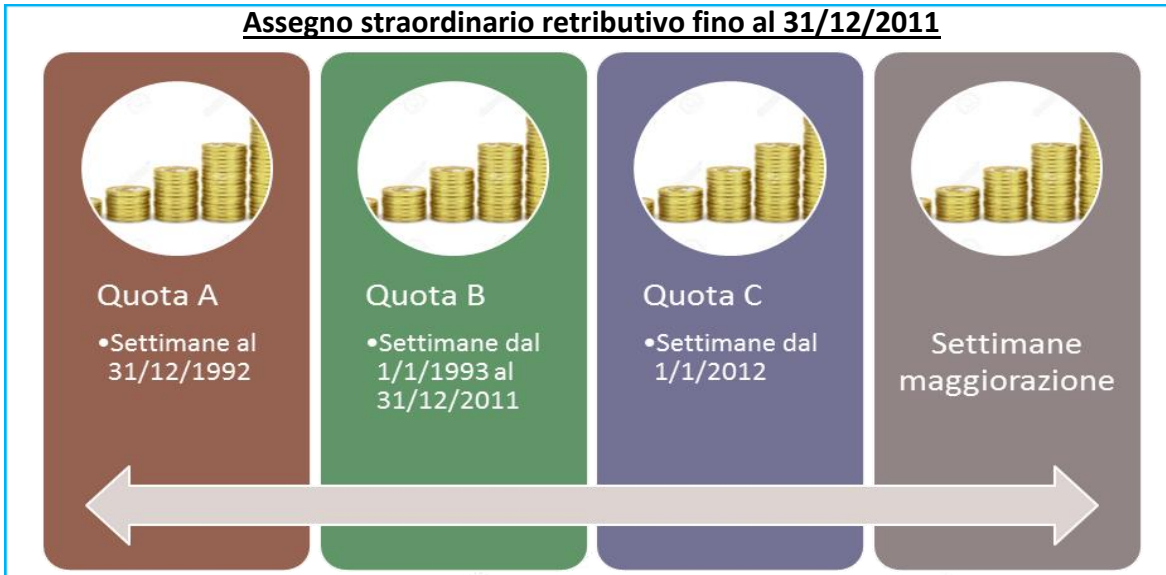 Assegno straordinario retributivo fino al 31/12/2011
Quota A
•Settimane al
31/12/1992
Quota B
•Settimane dal
1/1/1993 al
31/12/2011
Quota C
•Settimane dal
1/1/2012
Settimane
maggiorazione